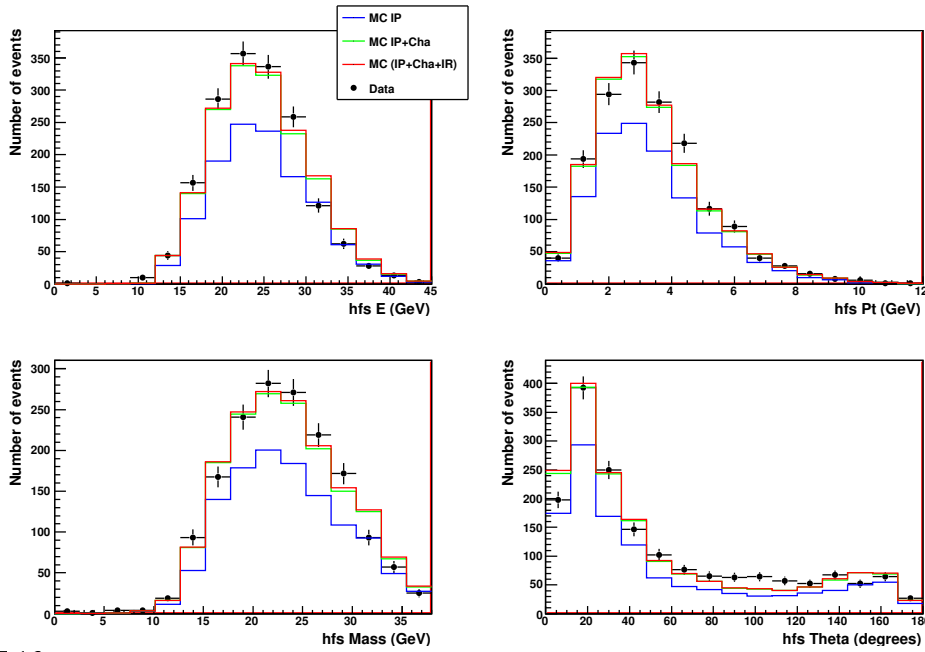 MC IP
MC IP+Cha
MC (IP+Cha+IR)
Data
Number of events
350
300
250
200
150
100
50
0
0 5 10 15 20 25 30 35 40 45
hfs E (GeV)
Number of events
350
300
250
200
150
100
50
0
0 2 4 6 8 10 12
hfs Pt (GeV)
Number of events
300
250
200
150
100
50
0
0 5 10 15 20 25 30 35
hfs Mass (GeV)
Number of events
400
350
300
250
200
150
100
50
0
0 20 40 60 80 100 120 140 160 180
hfs Theta (degrees)